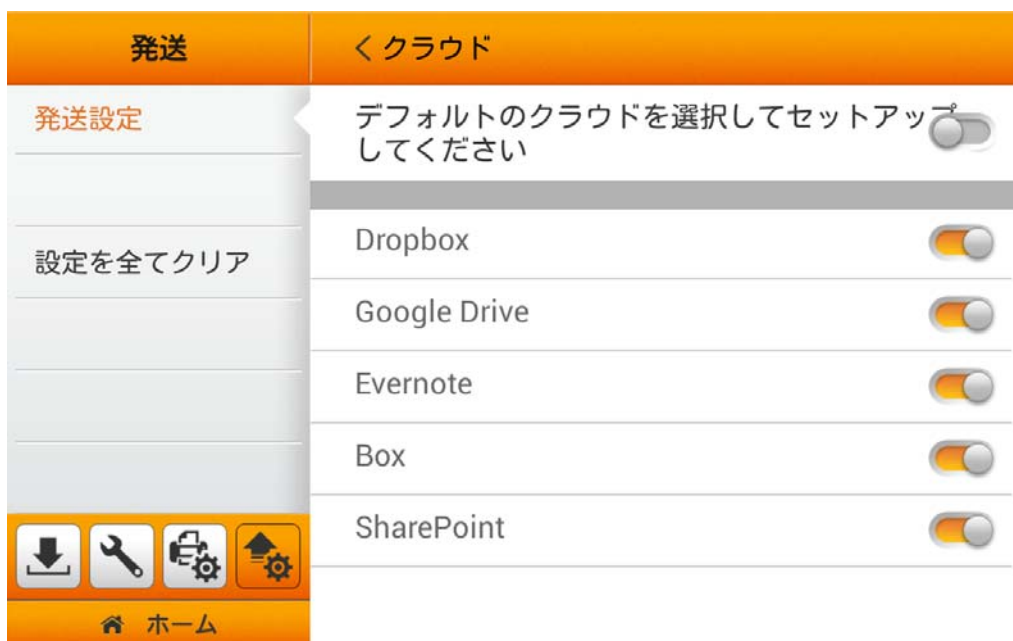 発送
< クラウド
発送設定
デフォルトのクラウドを選択してセットアップ
してください
設定を全てクリア
Dropbox
Google Drive
Evernote
Box
SharePoint
ホーム